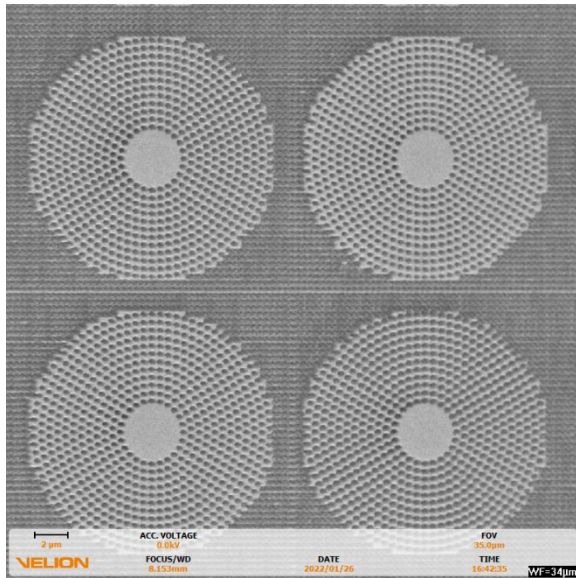 ACC. VOLTAGE FOV
2 µm 0.0kV 35.0µm
FOCUS/WD DATE TIME
VELION 8.153mm 2022/01/26 16:42:35
WF=34µm